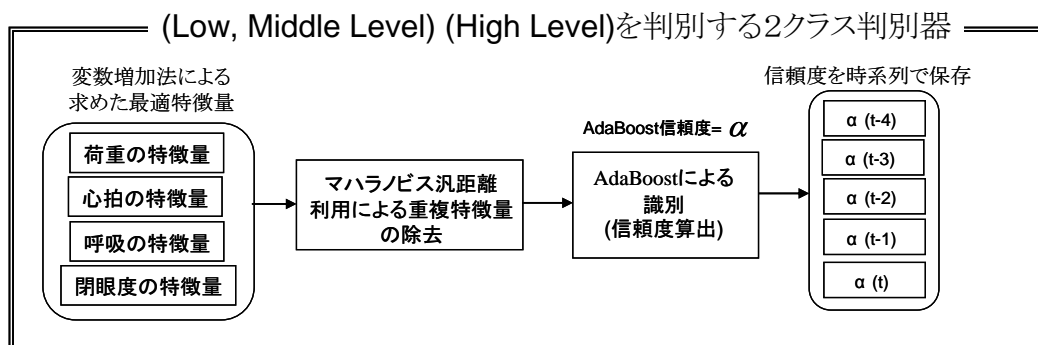 (Low, Middle Level) (High Level)を判別する2クラス判別器
変数増加法による
求めた最適特徴量
荷重の特徴量
心拍の特徴量
呼吸の特徴量
閉眼度の特徴量
マハラノビス汎距離
利用による重複特徴量
の除去
AdaBoost信頼度= α
AdaBoostによる
識別
(信頼度算出)
信頼度を時系列で保存
α (t-4)
α (t-3)
α (t-2)
α (t-1)
α (t)